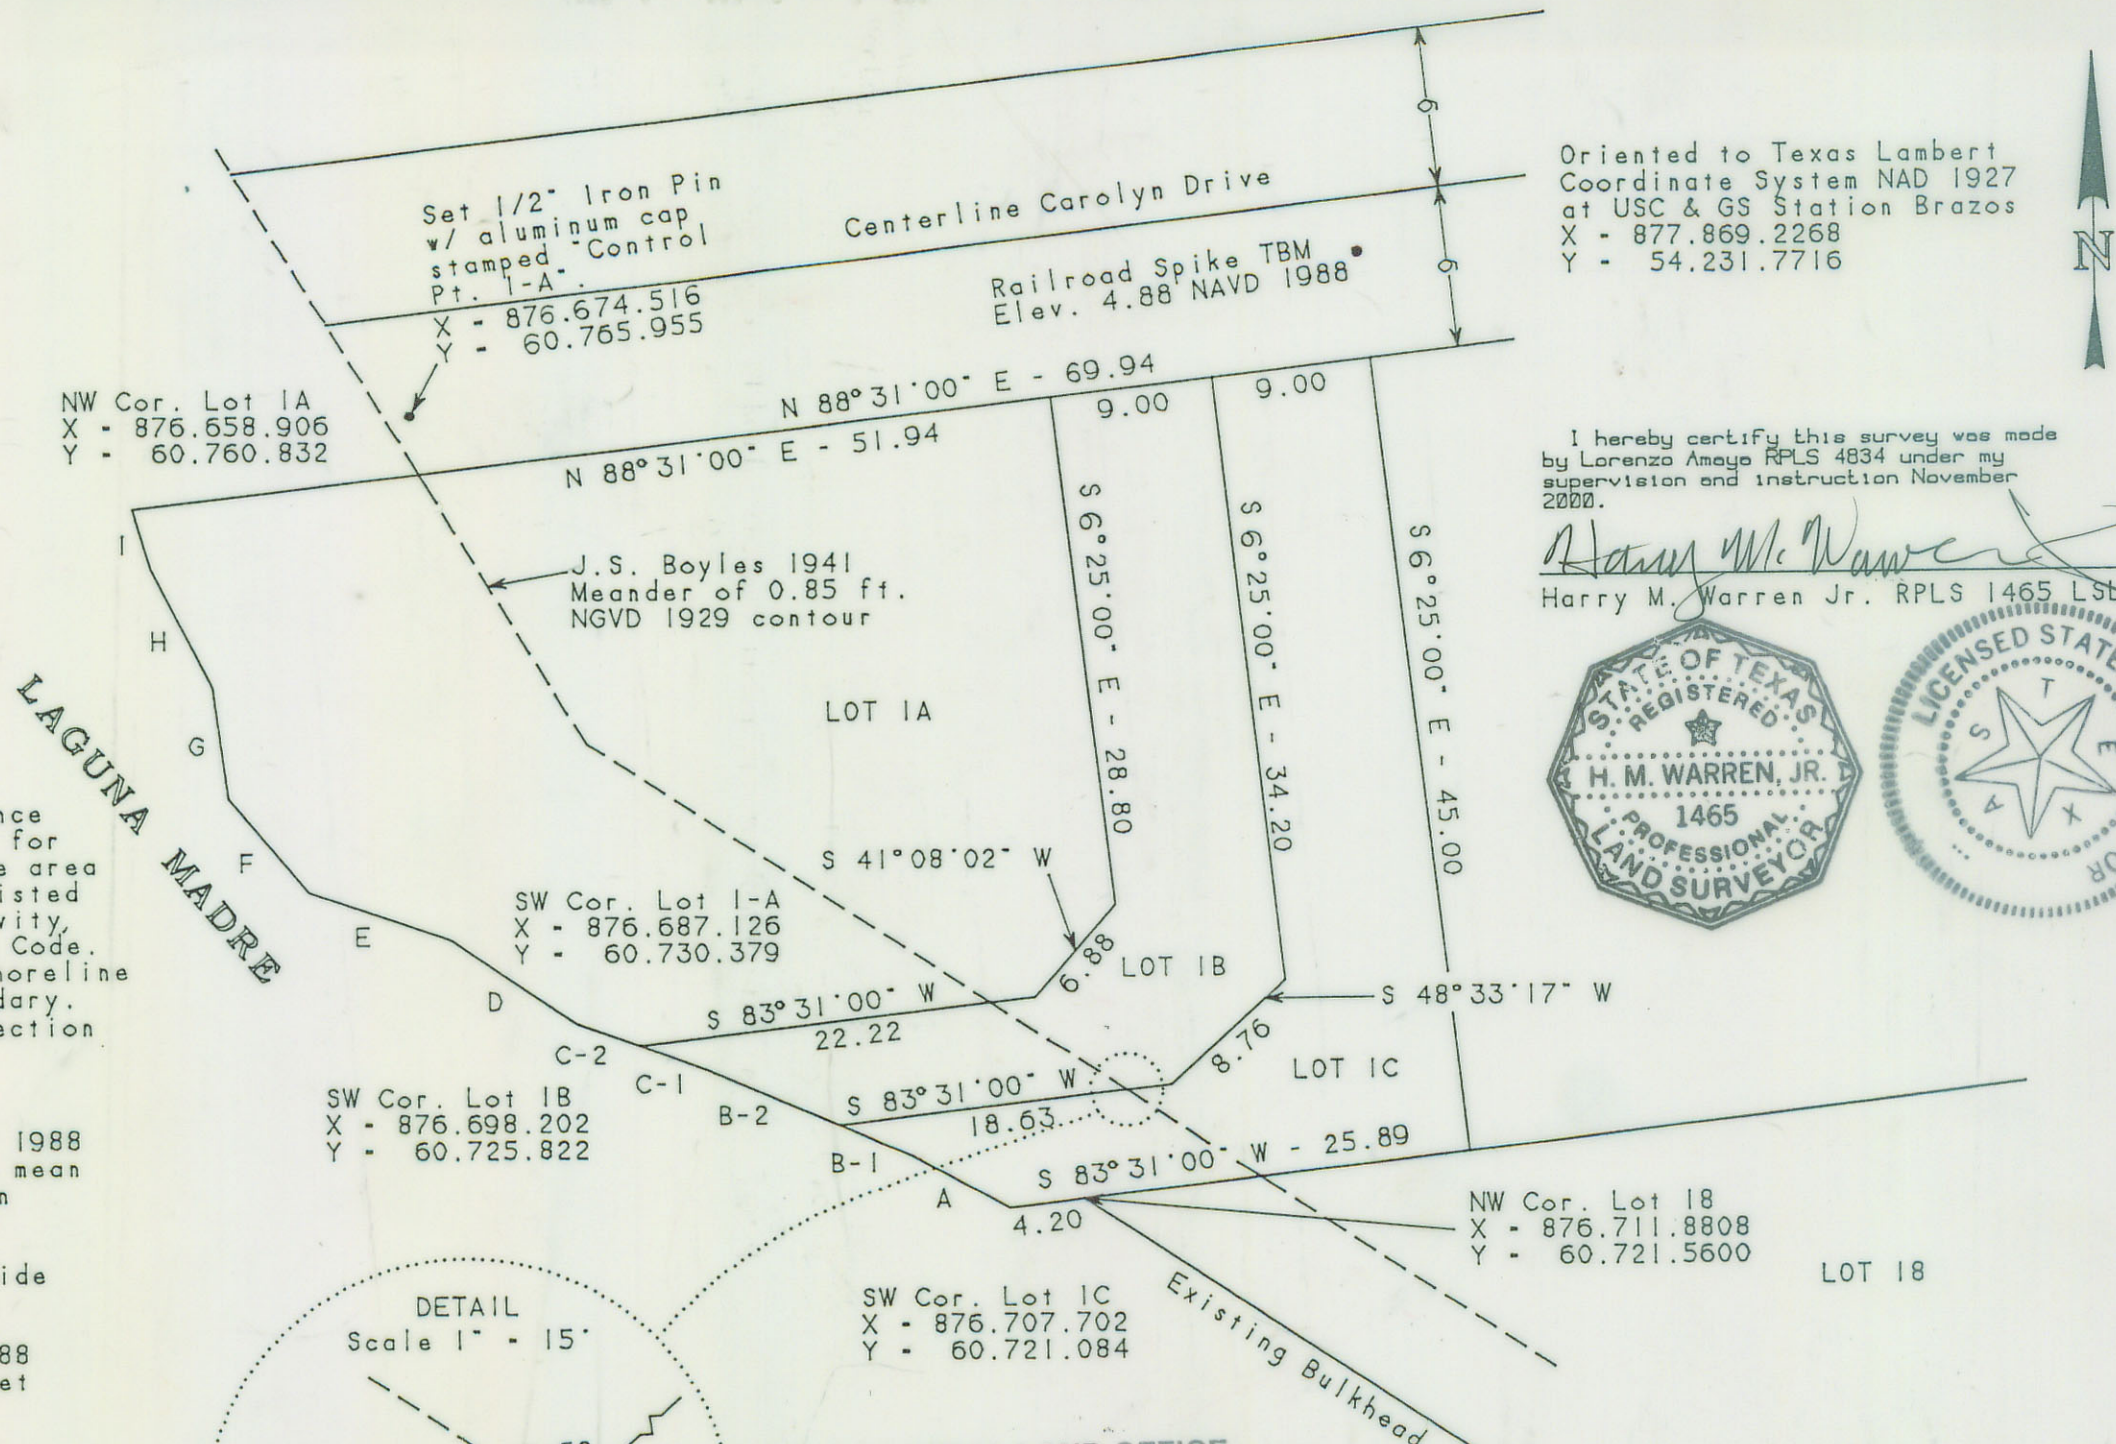 Set 1/2" Iron Pin
w/ aluminum cap
stamped "Control
Pt. 1-A".
X - 876.674.516
Y - 60.765.955
Centerline Carolyn Drive
Railroad Spike TBM
Elev. 4.88 NAVD 1988
6
6
Oriented to Texas Lambert
Coordinate System NAD 1927
at USC & GS Station Brazos
X - 877.869.2268
Y - 54.231.7716
N
NW Cor. Lot 1A
X - 876.658.906
Y - 60.760.832
N 88°31'00" E - 69.94
N 88°31'00" E - 51.94
9.00
9.00
I hereby certify this survey was made
by Lorenzo Amaya RPLS 4834 under my
supervision and instruction November
2000.
Harry M. Warren
Harry M. Warren Jr. RPLS 1465 LSL
STATE OF TEXAS
REGISTERED
H. M. WARREN, JR.
1465
PROFESSIONAL
LAND SURVEYOR
LICENSED STATE
TEXAS
OR
S 6°25'00" E - 28.80
S 6°25'00" E - 34.20
S 6°25'00" E - 45.00
J.S. Boyles 1941
Meander of 0.85 ft.
NGVD 1929 contour
I
H
G
F
E
D
C-2
C-1
B-2
B-1
A
LAGUNA MADRE
LOT 1A
S 41°08'02" W
6.88
SW Cor. Lot 1-A
X - 876.687.126
Y - 60.730.379
LOT 1B
S 83°31'00" W
22.22
S 48°33'17" W
8.76
LOT 1C
SW Cor. Lot 1B
X - 876.698.202
Y - 60.725.822
S 83°31'00" W
18.63
S 83°31'00" W - 25.89
4.20
NW Cor. Lot 18
X - 876.711.8808
Y - 60.721.5600
LOT 18
SW Cor. Lot 1C
X - 876.707.702
Y - 60.721.084
Existing Bulkhead
DETAIL
Scale 1" - 15'
nce
for
e area
isted
vity,
Code.
horeline
dary.
ection
1988
mean
n
ide
88
et